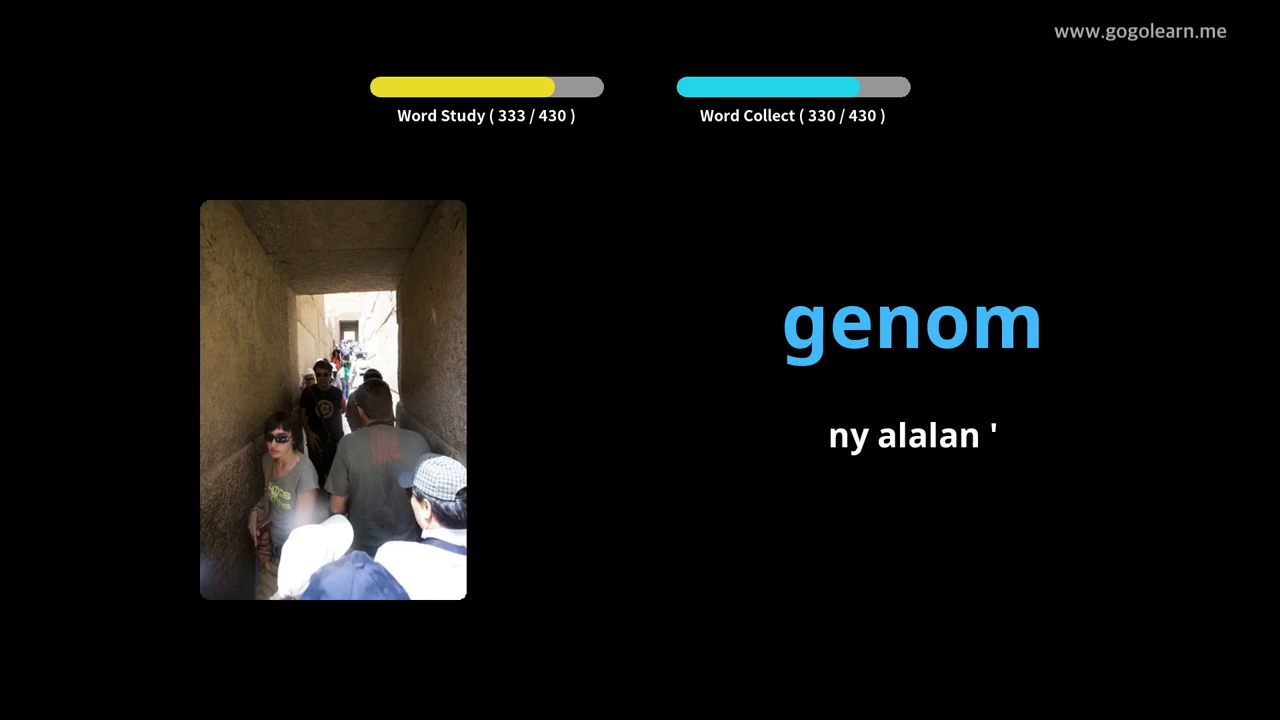 www.gogolearn.me
Word Study ( 333 / 430 )
Word Collect ( 330 / 430 )
genom
ny alalan '